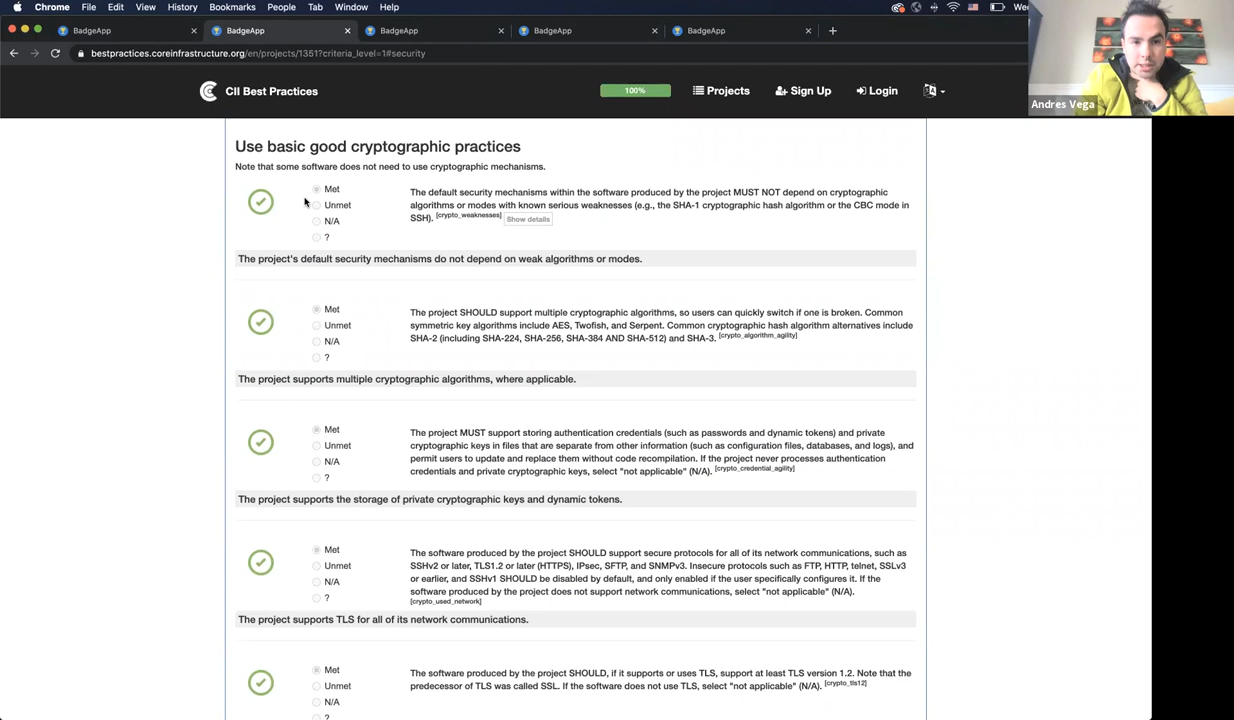 Chrome File Edit View History Bookmarks People Tab Window Help
BadgeApp × BadgeApp × BadgeApp × BadgeApp × BadgeApp × +
bestpractices.coreinfrastructure.org/en/projects/1351?criteria_level=1#security
Andres Vega
CII Best Practices 100% Projects Sign Up Login
Use basic good cryptographic practices
Note that some software does not need to use cryptographic mechanisms.
Met
Unmet
N/A
?
The default security mechanisms within the software produced by the project MUST NOT depend on cryptographic
algorithms or modes with known serious weaknesses (e.g., the SHA-1 cryptographic hash algorithm or the CBC mode in
SSH). [crypto_weaknesses] Show details
The project's default security mechanisms do not depend on weak algorithms or modes.
Met
Unmet
N/A
?
The project SHOULD support multiple cryptographic algorithms, so users can quickly switch if one is broken. Common
symmetric key algorithms include AES, Twofish, and Serpent. Common cryptographic hash algorithm alternatives include
SHA-2 (including SHA-224, SHA-256, SHA-384 AND SHA-512) and SHA-3. [crypto_algorithm_agility]
The project supports multiple cryptographic algorithms, where applicable.
Met
Unmet
N/A
?
The project MUST support storing authentication credentials (such as passwords and dynamic tokens) and private
cryptographic keys in files that are separate from other information (such as configuration files, databases, and logs), and
permit users to update and replace them without code recompilation. If the project never processes authentication
credentials and private cryptographic keys, select "not applicable" (N/A). [crypto_credential_agility]
The project supports the storage of private cryptographic keys and dynamic tokens.
Met
Unmet
N/A
?
The software produced by the project SHOULD support secure protocols for all of its network communications, such as
SSHv2 or later, TLS1.2 or later (HTTPS), IPsec, SFTP, and SNMPv3. Insecure protocols such as FTP, HTTP, telnet, SSLv3
or earlier, and SSHv1 SHOULD be disabled by default, and only enabled if the user specifically configures it. If the
software produced by the project does not support network communications, select "not applicable" (N/A).
[crypto_used_network]
The project supports TLS for all of its network communications.
Met
Unmet
N/A
?
The software produced by the project SHOULD, if it supports or uses TLS, support at least TLS version 1.2. Note that the
predecessor of TLS was called SSL. If the software does not use TLS, select "not applicable" (N/A). [crypto_tls12]